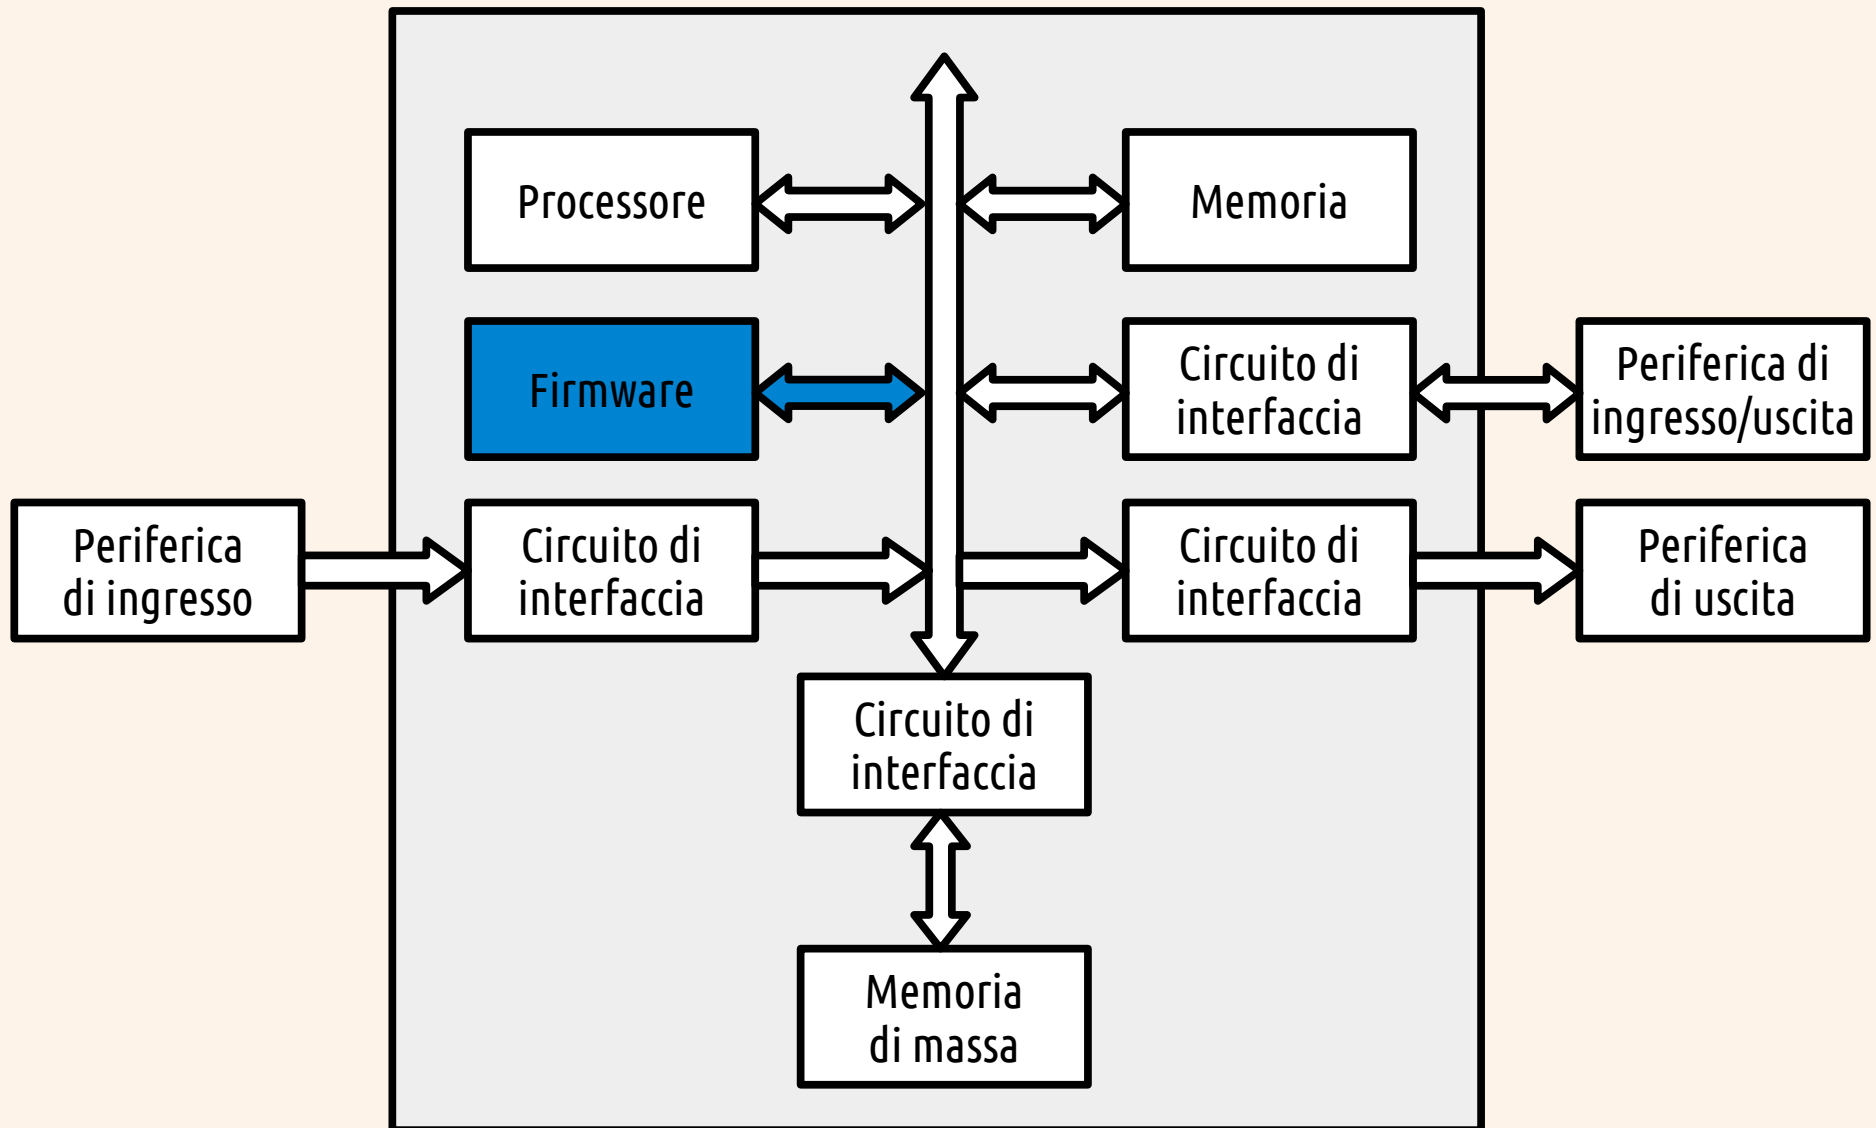 Processore
Memoria
Firmware
Circuito di
interfaccia
Periferica di
ingresso/uscita
Periferica
di ingresso
Circuito di
interfaccia
Circuito di
interfaccia
Periferica
di uscita
Circuito di
interfaccia
Memoria
di massa